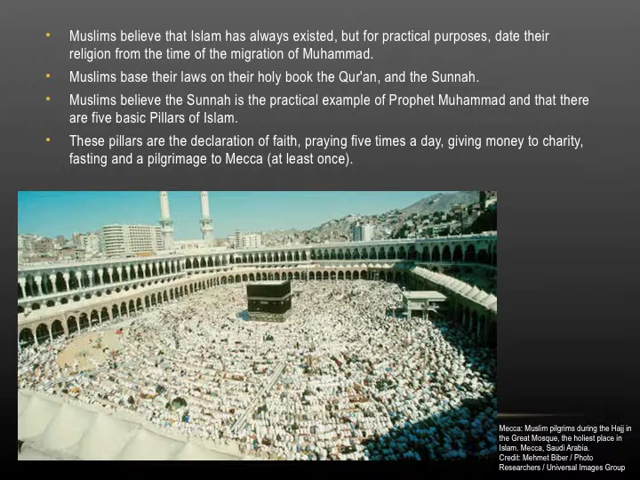 • Muslims believe that Islam has always existed, but for practical purposes, date their
religion from the time of the migration of Muhammad.
• Muslims base their laws on their holy book the Qur'an, and the Sunnah.
• Muslims believe the Sunnah is the practical example of Prophet Muhammad and that there
are five basic Pillars of Islam.
• These pillars are the declaration of faith, praying five times a day, giving money to charity,
fasting and a pilgrimage to Mecca (at least once).
Mecca: Muslim pilgrims during the Hajj in
the Great Mosque, the holiest place in
Islam. Mecca, Saudi Arabia.
Credit: Mehmet Biber / Photo
Researchers / Universal Images Group